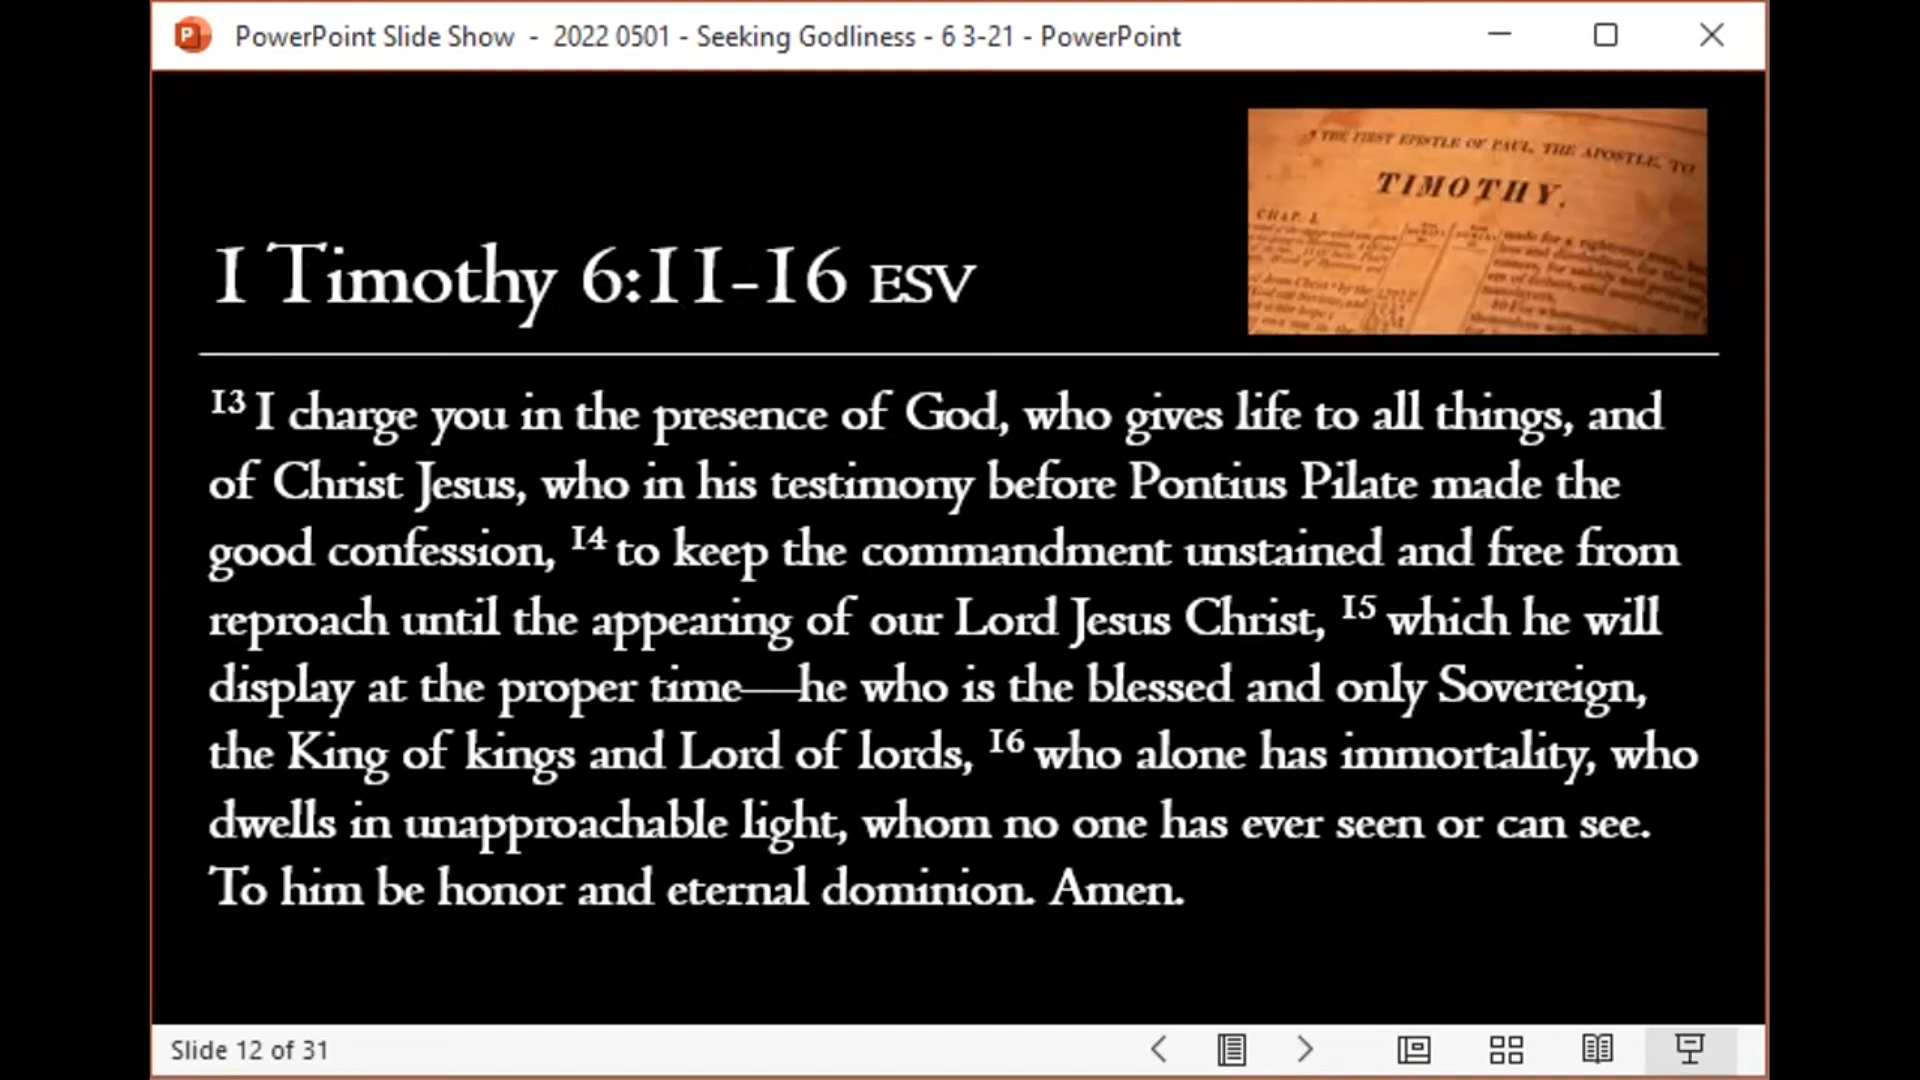 PowerPoint Slide Show - 2022 0501 - Seeking Godliness - 6 3-21 - PowerPoint
THE FIRST EPISTLE OF PAUL, THE APOSTLE, TO
TIMOTHY.
CHAP. I.
I Timothy 6:11-16 ESV
13 I charge you in the presence of God, who gives life to all things, and
of Christ Jesus, who in his testimony before Pontius Pilate made the
good confession, 14 to keep the commandment unstained and free from
reproach until the appearing of our Lord Jesus Christ, 15 which he will
display at the proper time—he who is the blessed and only Sovereign,
the King of kings and Lord of lords, 16 who alone has immortality, who
dwells in unapproachable light, whom no one has ever seen or can see.
To him be honor and eternal dominion. Amen.
Slide 12 of 31